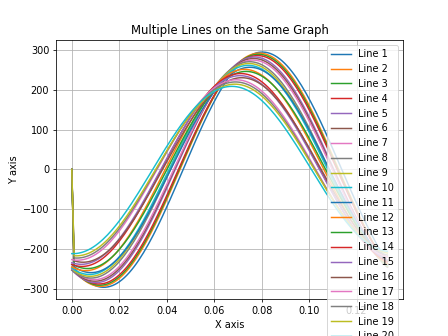 Multiple Lines on the Same Graph
Y axis
300
200
100
0
−100
−200
−300
0.00
0.02
0.04
0.06
0.08
0.10
X axis
Line 1
Line 2
Line 3
Line 4
Line 5
Line 6
Line 7
Line 8
Line 9
Line 10
Line 11
Line 12
Line 13
Line 14
Line 15
Line 16
Line 17
Line 18
Line 19
Line 20